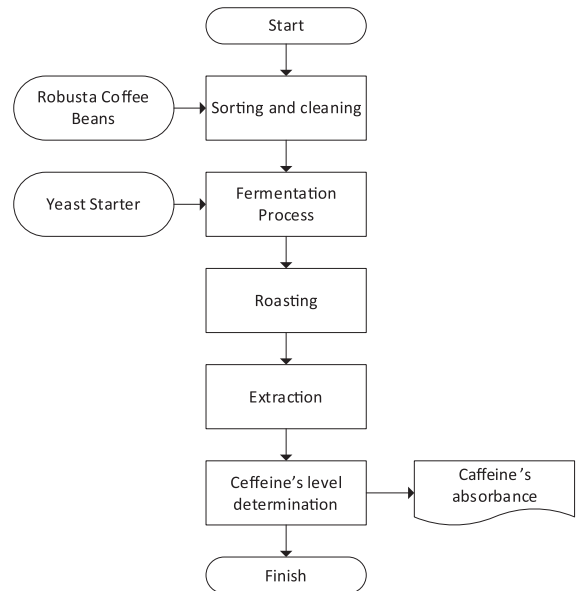 Start
Robusta Coffee
Beans
Sorting and cleaning
Yeast Starter
Fermentation
Process
Roasting
Extraction
Ceffeine's level
determination
Caffeine's
absorbance
Finish